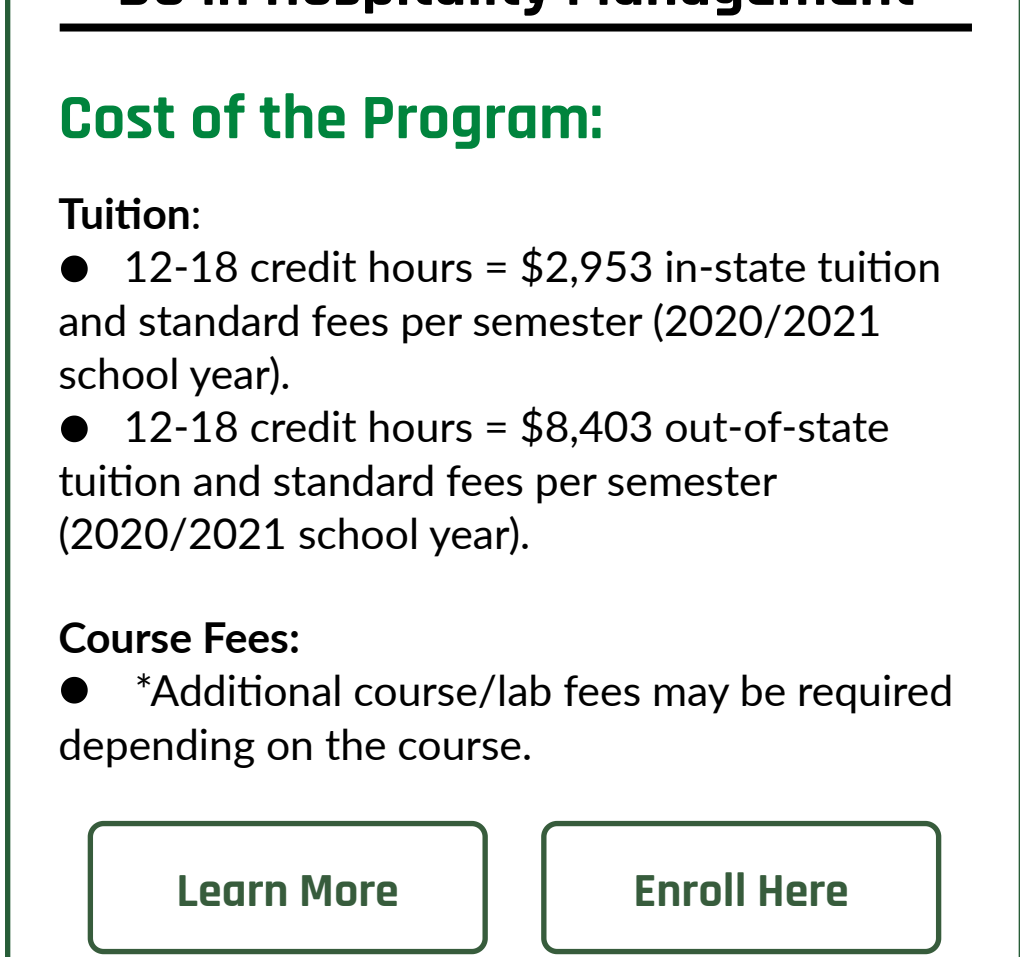 in Hospitality Management
Cost of the Program:
Tuition:
● 12-18 credit hours = $2,953 in-state tuition
and standard fees per semester (2020/2021
school year).
● 12-18 credit hours = $8,403 out-of-state
tuition and standard fees per semester
(2020/2021 school year).
Course Fees:
● *Additional course/lab fees may be required
depending on the course.
Learn More
Enroll Here